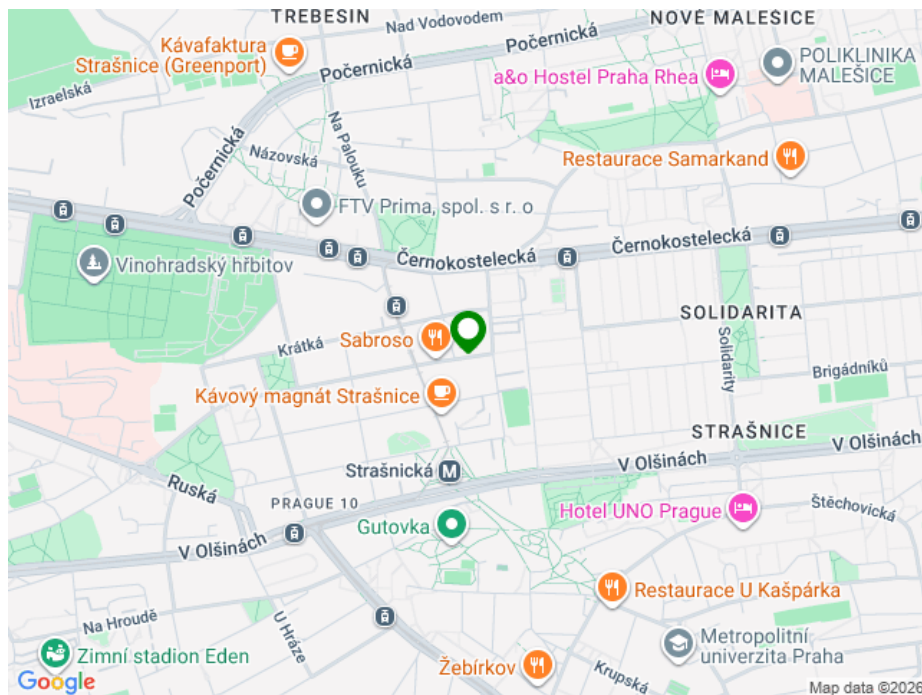 TREBESIN
Nad Vodovodem
NOVÉ MALEŠICE
Kávafaktura
Strašnice (Greenport)
Počernická
Počernická
POLIKLINIKA
MALEŠICE
a&o Hostel Praha Rhea
Izraelská
Počernická
Na Palouku
Názovská
Restaurace Samarkand
FTV Prima, spol. s r. o
Černokostelecká
Černokostelecká
Vinohradský hřbitov
SOLIDARITA
Solidarity
Krátká
Sabroso
Brigádníků
Kávový magnát Strašnice
STRAŠNICE
V Olšinách
V Olšinách
Strašnická
M
Ruská
PRAGUE 10
Hotel UNO Prague
Štěchovická
Gutovka
V Olšinách
Restaurace U Kašpárka
Na Hroudě
U Hráze
Metropolitní
univerzita Praha
Zimní stadion Eden
Žebírkov
Krupská
Google
Map data ©2026